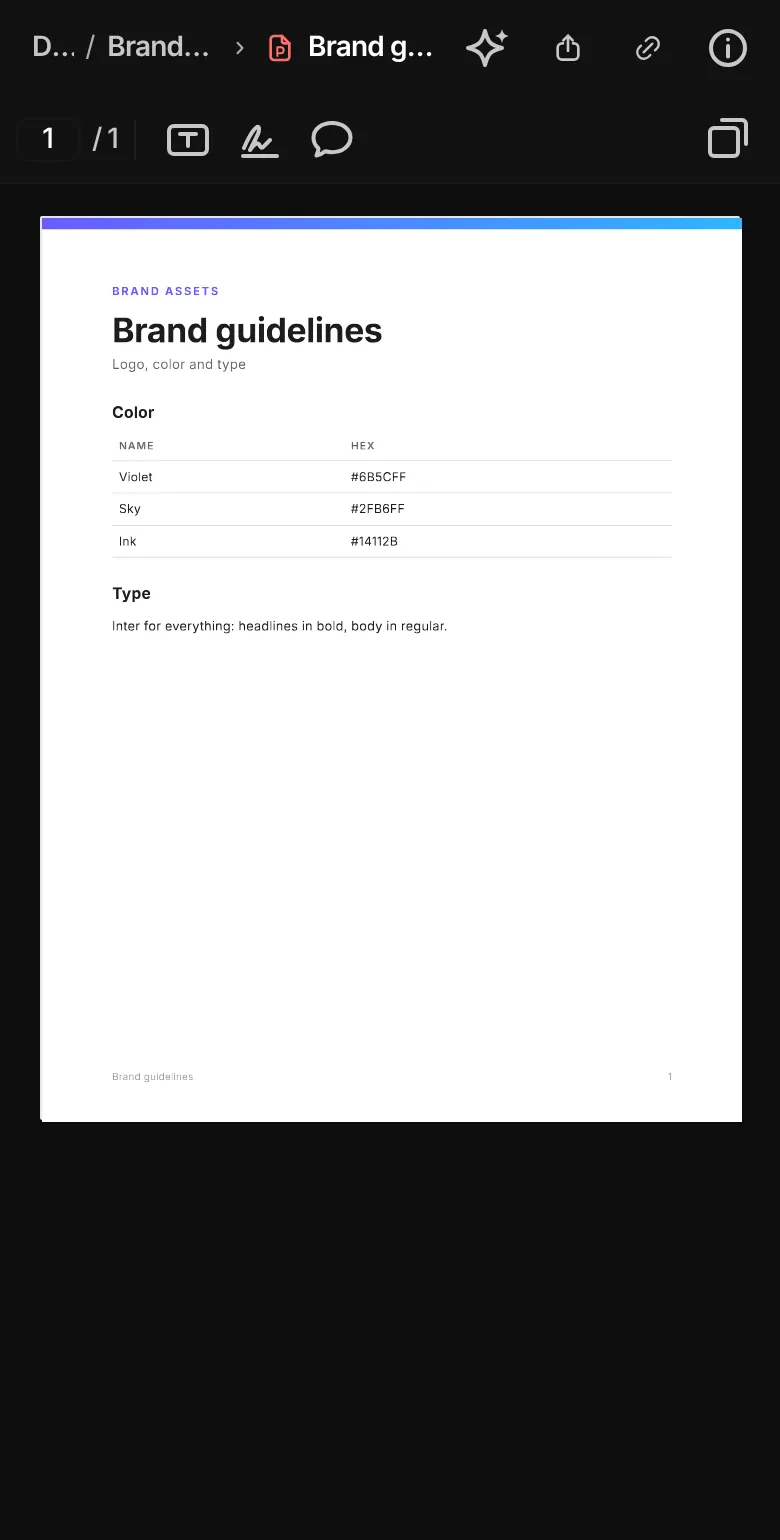 D... / Brand... › Brand g...
1 /1
BRAND ASSETS
Brand guidelines
Logo, color and type
Color
NAME HEX
Violet #6B5CFF
Sky #2FB6FF
Ink #14112B
Type
Inter for everything: headlines in bold, body in regular.
Brand guidelines 1